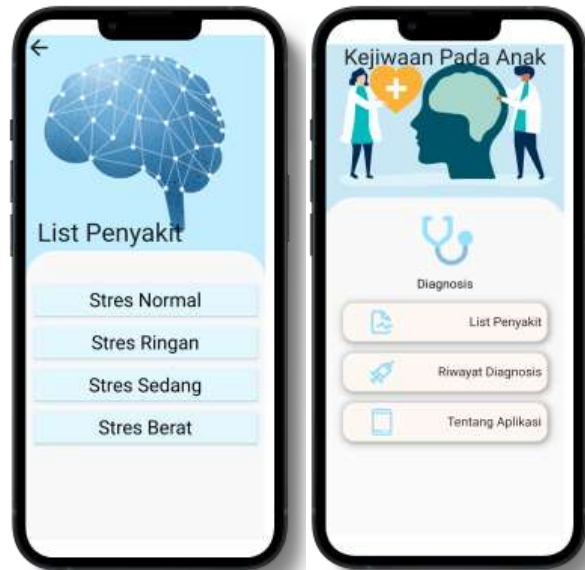 List Penyakit
Stres Normal
Stres Ringan
Stres Sedang
Stres Berat
Kejiwaan Pada Anak
Diagnosis
List Penyakit
Riwayat Diagnosis
Tentang Aplikasi